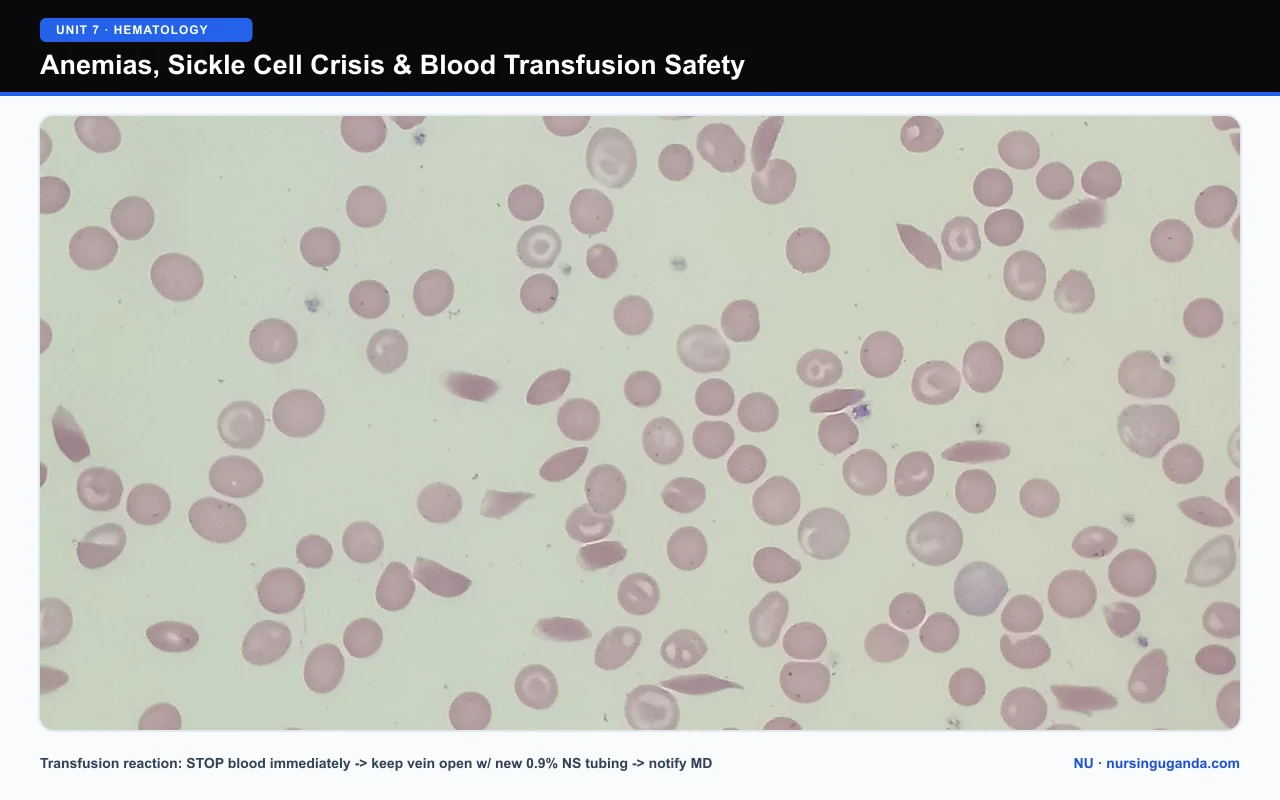 UNIT 7 · HEMATOLOGY
Anemias, Sickle Cell Crisis & Blood Transfusion Safety
Transfusion reaction: STOP blood immediately -> keep vein open w/ new 0.9% NS tubing -> notify MD
NU · nursinguganda.com